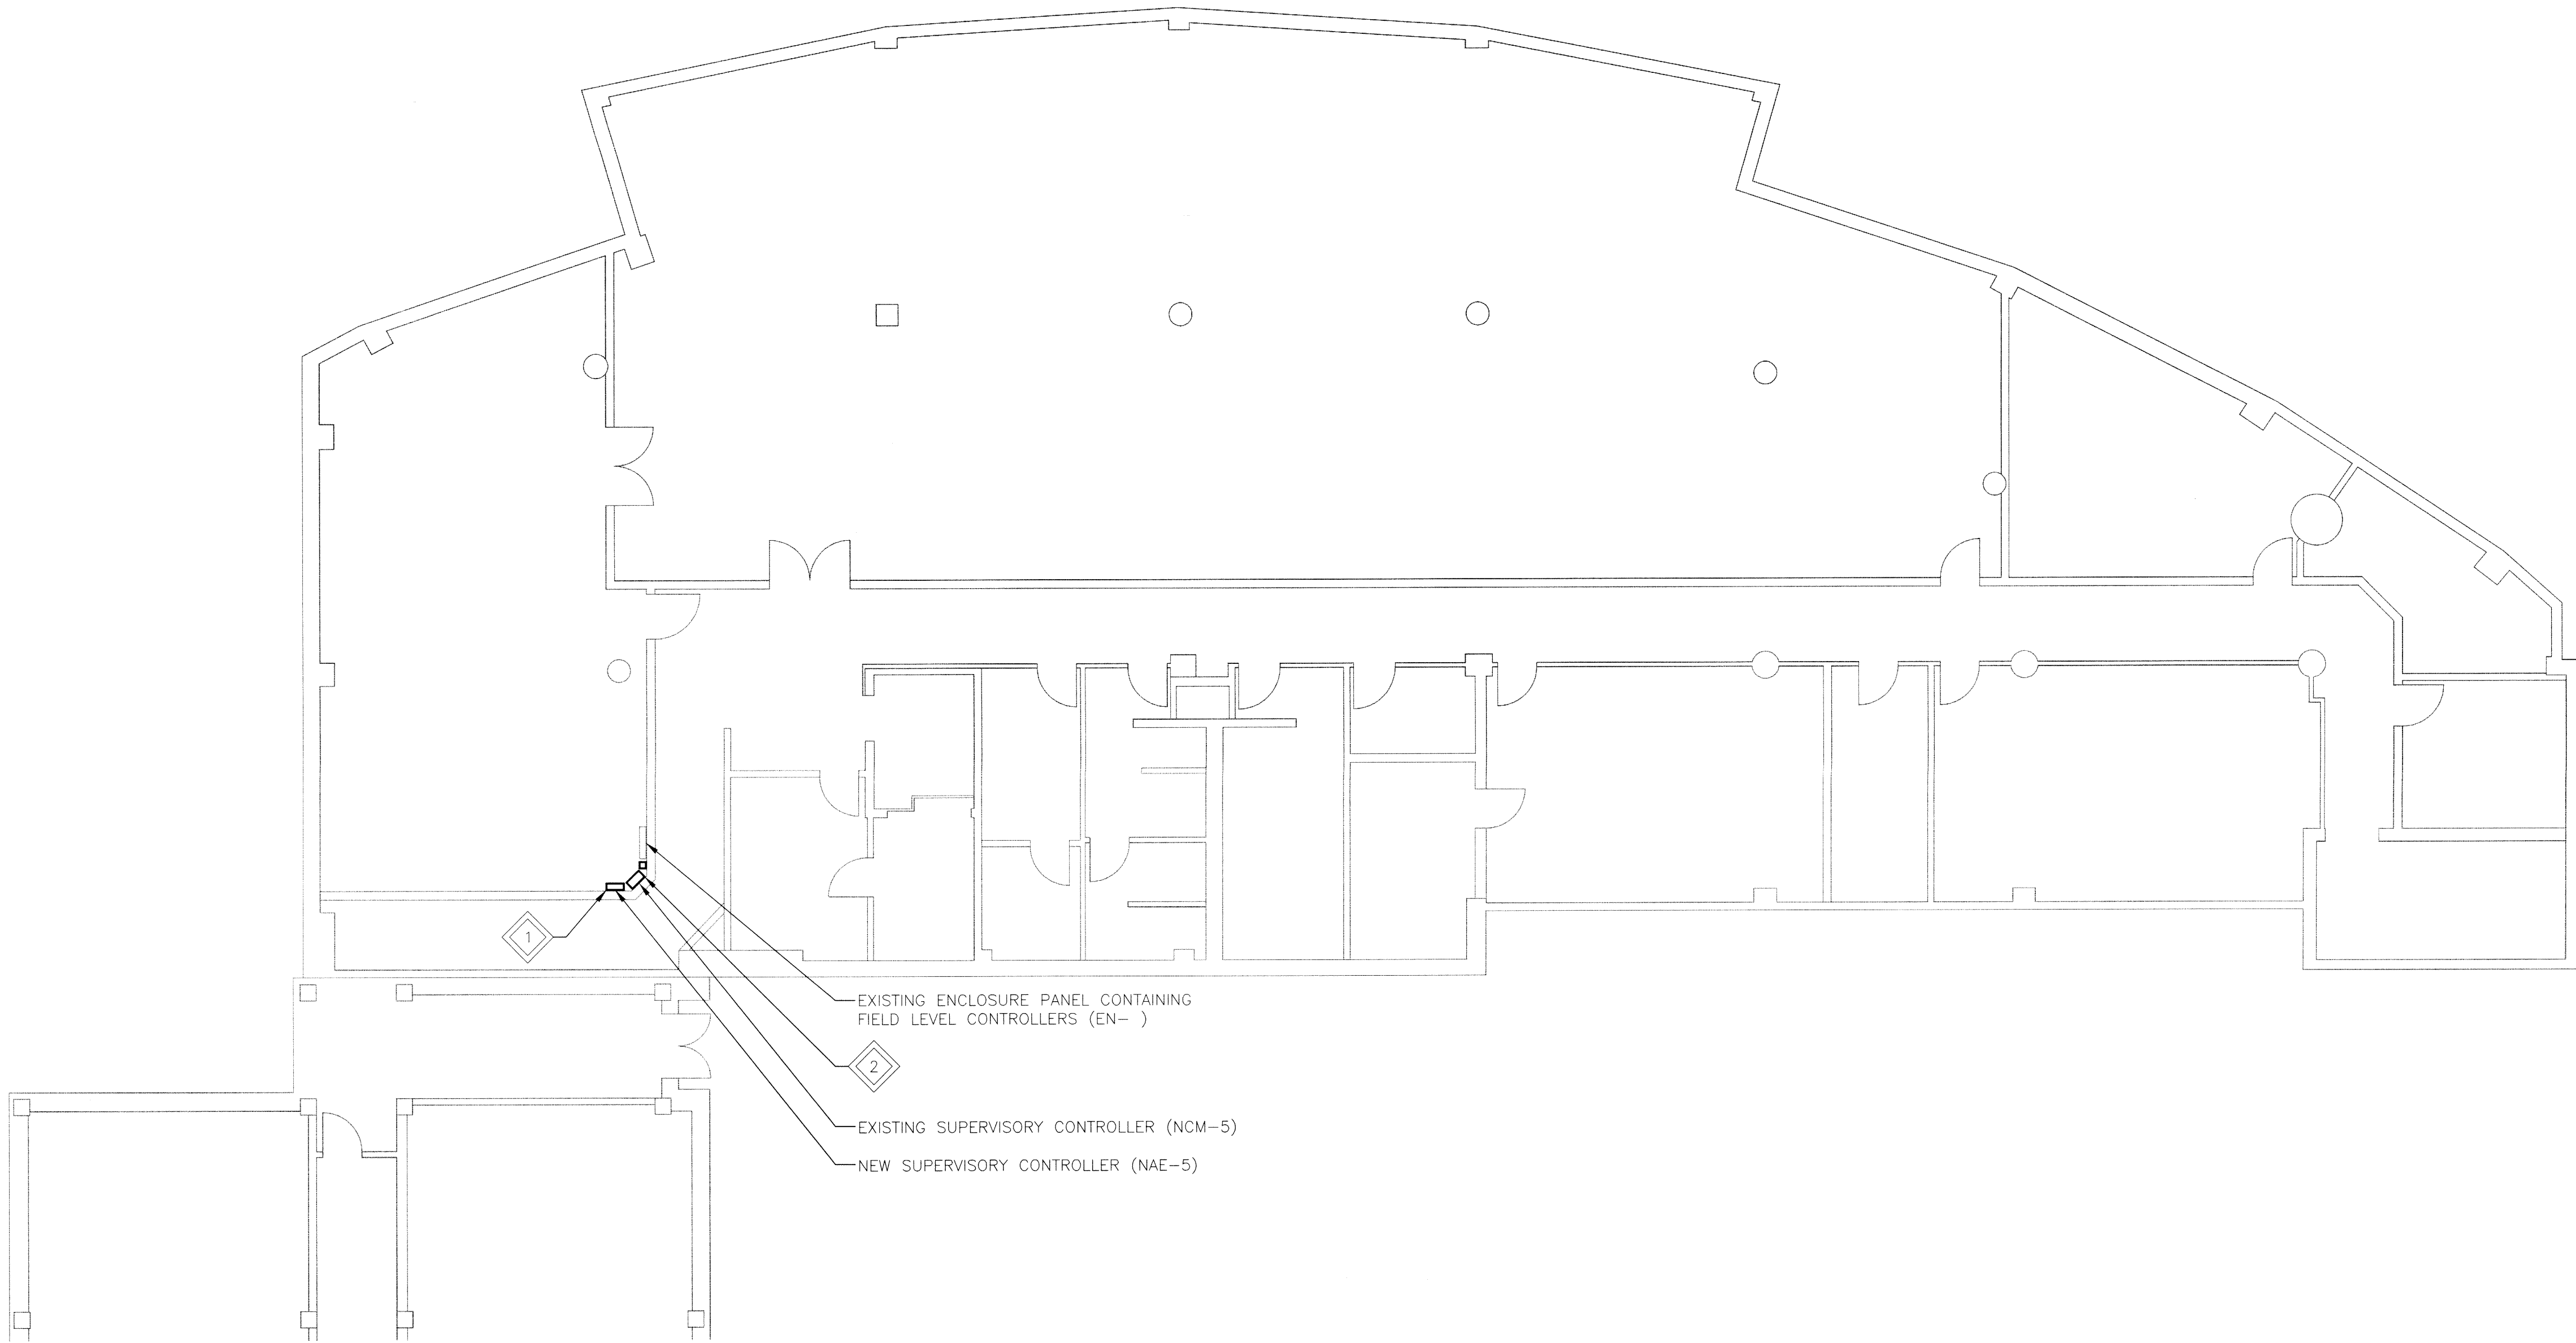 1
EXISTING ENCLOSURE PANEL CONTAINING
FIELD LEVEL CONTROLLERS (EN- )
2
EXISTING SUPERVISORY CONTROLLER (NCM-5)
NEW SUPERVISORY CONTROLLER (NAE-5)